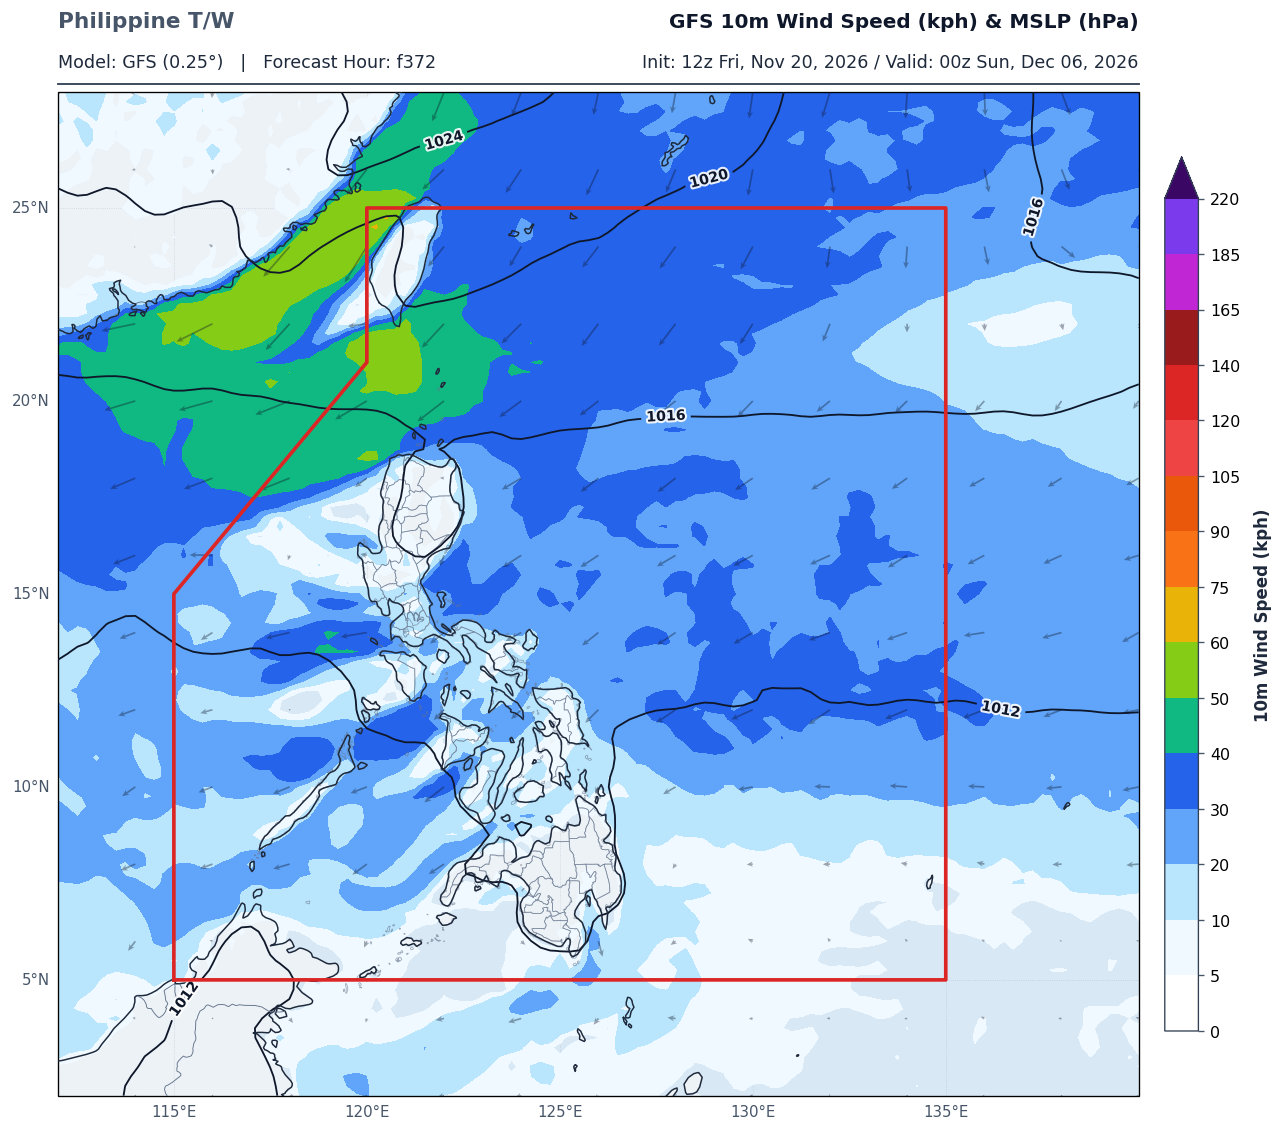 Philippine T/W
GFS 10m Wind Speed (kph) & MSLP (hPa)
Model: GFS (0.25°)   |   Forecast Hour: f372
Init: 12z Fri, Nov 20, 2026 / Valid: 00z Sun, Dec 06, 2026
1024
1020
1016
1016
1012
1012
25°N
20°N
15°N
10°N
5°N
115°E
120°E
125°E
130°E
135°E
220
185
165
140
120
105
90
75
60
50
40
30
20
10
5
0
10m Wind Speed (kph)